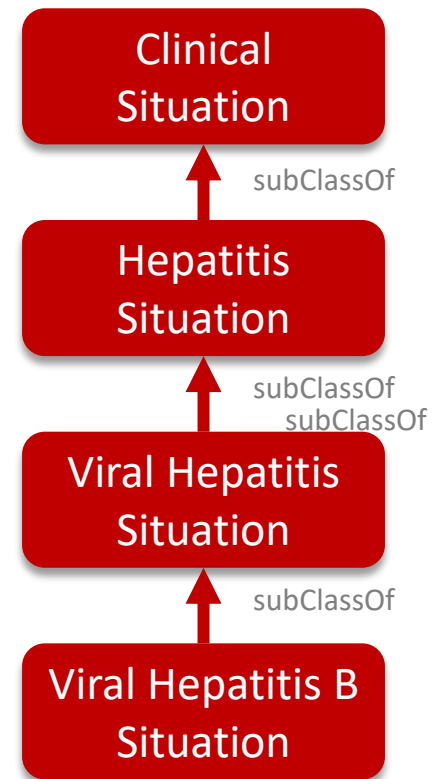 Clinical
Situation
subClassOf
Hepatitis
Situation
subClassOf
subClassOf
Viral Hepatitis
Situation
subClassOf
Viral Hepatitis B
Situation